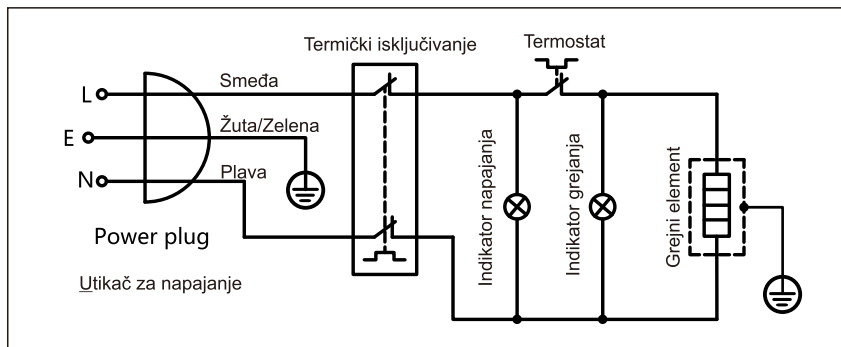 Termički isključivanje
Termostat
L
Smeđa
E
Žuta/Zelena
N
Plava
Power plug
Utikač za napajanje
Indikator napajanja
Indikator grejanja
Grejni element